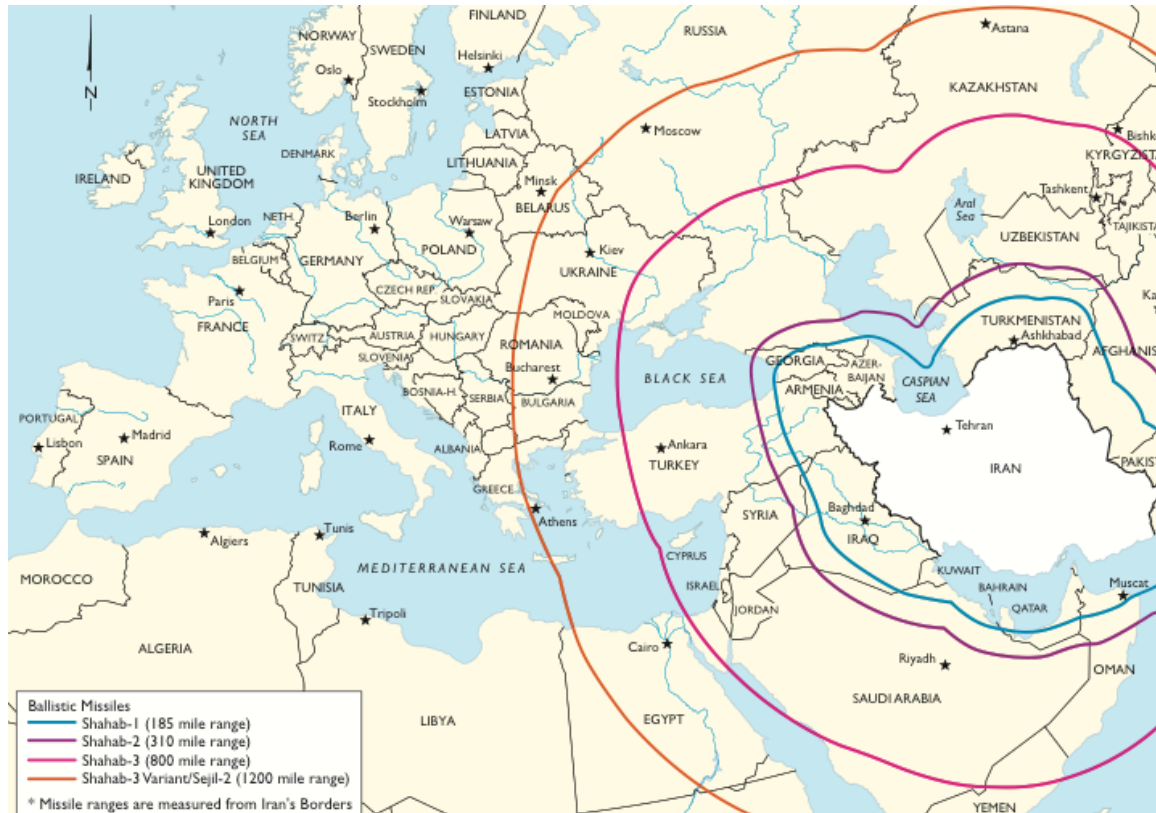 NORWAY
Oslo
SWEDEN
Stockholm
FINLAND
Helsinki
RUSSIA
Astana
KAZAKHSTAN
N
NORTH
SEA
ESTONIA
LATVIA
LITHUANIA
Moscow
DENMARK
IRELAND
UNITED
KINGDOM
London
NETH.
BELGIUM
Berlin
GERMANY
Warsaw
POLAND
Minsk
BELARUS
Kiev
UKRAINE
Aral
Sea
Tashkent
UZBEKISTAN
Paris
FRANCE
CZECH REP.
SLOVAKIA
SWITZ.
AUSTRIA
HUNGARY
SLOVENIA
MOLDOVA
ROMANIA
Bucharest
BOSNIA-H.
SERBIA
BULGARIA
BLACK SEA
GEORGIA
ARMENIA
AZER-
BAIJAN
CASPIAN
SEA
TURKMENISTAN
Ashkhabad
PORTUGAL
Lisbon
Madrid
SPAIN
ITALY
Rome
ALBANIA
GREECE
Athens
Ankara
TURKEY
Tehran
IRAN
Algiers
Tunis
MOROCCO
TUNISIA
MEDITERRANEAN SEA
Tripoli
CYPRUS
SYRIA
Baghdad
IRAQ
ISRAEL
JORDAN
KUWAIT
BAHRAIN
QATAR
Muscat
ALGERIA
LIBYA
Cairo
EGYPT
Riyadh
SAUDI ARABIA
OMAN
YEMEN
Ballistic Missiles
Shahab-1 (185 mile range)
Shahab-2 (310 mile range)
Shahab-3 (800 mile range)
Shahab-3 Variant/Sejil-2 (1200 mile range)
* Missile ranges are measured from Iran's Borders